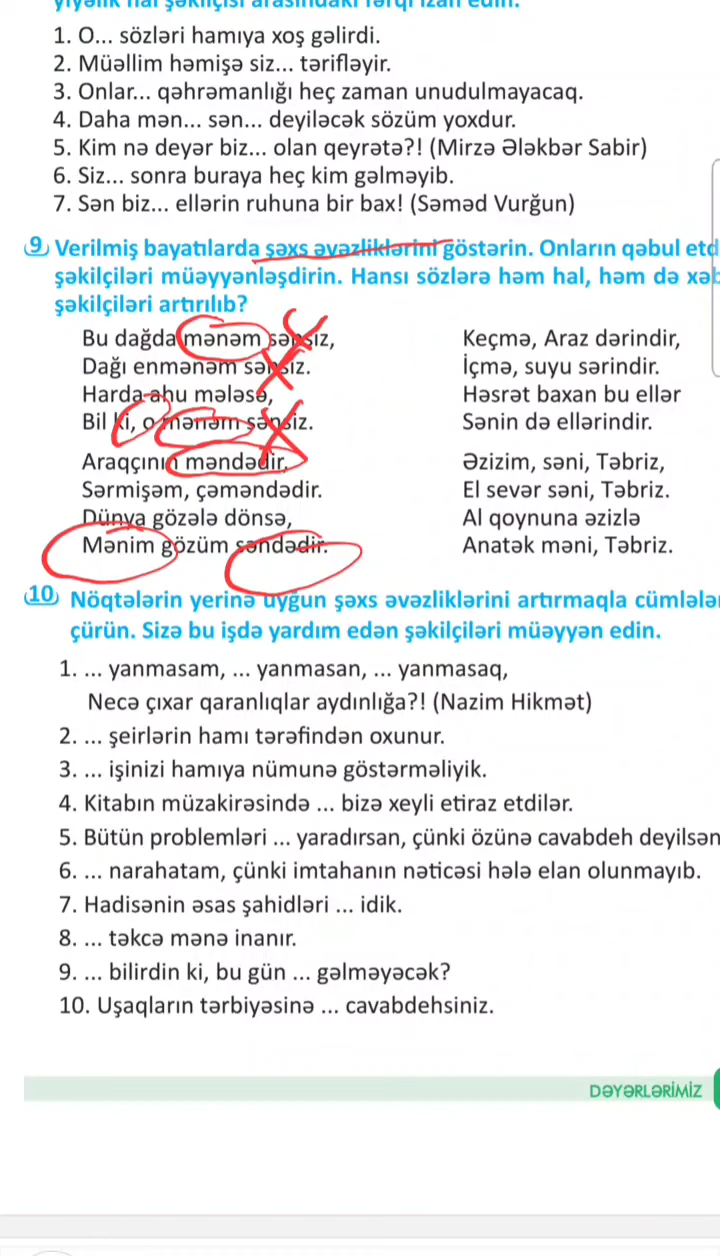 yiyəlik hal şəkilçisi arasındakı fərqi izah edin.
1. O... sözləri hamıya xoş gəlirdi.
2. Müəllim həmişə siz... tərifləyir.
3. Onlar... qəhrəmanlığı heç zaman unudulmayacaq.
4. Daha mən... sən... deyiləcək sözüm yoxdur.
5. Kim nə deyər biz... olan qeyrətə?! (Mirzə Ələkbər Sabir)
6. Siz... sonra buraya heç kim gəlməyib.
7. Sən biz... ellərin ruhuna bir bax! (Səməd Vurğun)
9 Verilmiş bayatılarda şəxs əvəzliklərini göstərin. Onların qəbul etd
şəkilçiləri müəyyənləşdirin. Hansı sözlərə həm hal, həm də xəb
şəkilçiləri artırılıb?
Bu dağda mənəm sənsiz,
Dağı enmənəm sənsiz.
Harda ahu mələsə,
Bil ki, o mənəm sənsiz.
Araqçının məndədir,
Sərmişəm, çəməndədir.
Dünya gözələ dönsə,
Mənim gözüm səndədir.
Keçmə, Araz dərindir,
İçmə, suyu sərindir.
Həsrət baxan bu ellər
Sənin də ellərindir.
Əzizim, səni, Təbriz,
El sevər səni, Təbriz.
Al qoynuna əzizlə
Anatək məni, Təbriz.
10 Nöqtələrin yerinə uyğun şəxs əvəzliklərini artırmaqla cümlələr
çürün. Sizə bu işdə yardım edən şəkilçiləri müəyyən edin.
1. ... yanmasam, ... yanmasan, ... yanmasaq,
Necə çıxar qaranlıqlar aydınlığa?! (Nazim Hikmət)
2. ... şeirlərin hamı tərəfindən oxunur.
3. ... işinizi hamıya nümunə göstərməliyik.
4. Kitabın müzakirəsində ... bizə xeyli etiraz etdilər.
5. Bütün problemləri ... yaradırsan, çünki özünə cavabdeh deyilsən
6. ... narahatam, çünki imtahanın nəticəsi hələ elan olunmayıb.
7. Hadisənin əsas şahidləri ... idik.
8. ... təkcə mənə inanır.
9. ... bilirdin ki, bu gün ... gəlməyəcək?
10. Uşaqların tərbiyəsinə ... cavabdehsiniz.
DƏYƏRLƏRİMİZ